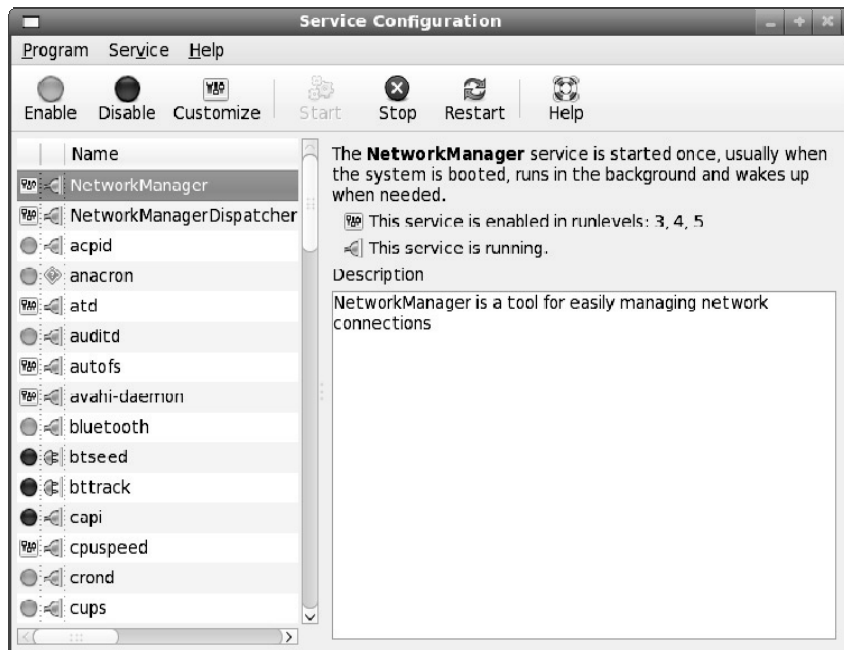 Service Configuration
Program Service Help
Enable Disable Customize Start Stop Restart Help
Name
NetworkManager
NetworkManagerDispatcher
acpid
anacron
atd
auditd
autofs
avahi-daemon
bluetooth
btseed
bttrack
capi
cpuspeed
crond
cups
The NetworkManager service is started once, usually when
the system is booted, runs in the background and wakes up
when needed.
This service is enabled in runlevels: 3, 4, 5
This service is running.
Description
NetworkManager is a tool for easily managing network
connections